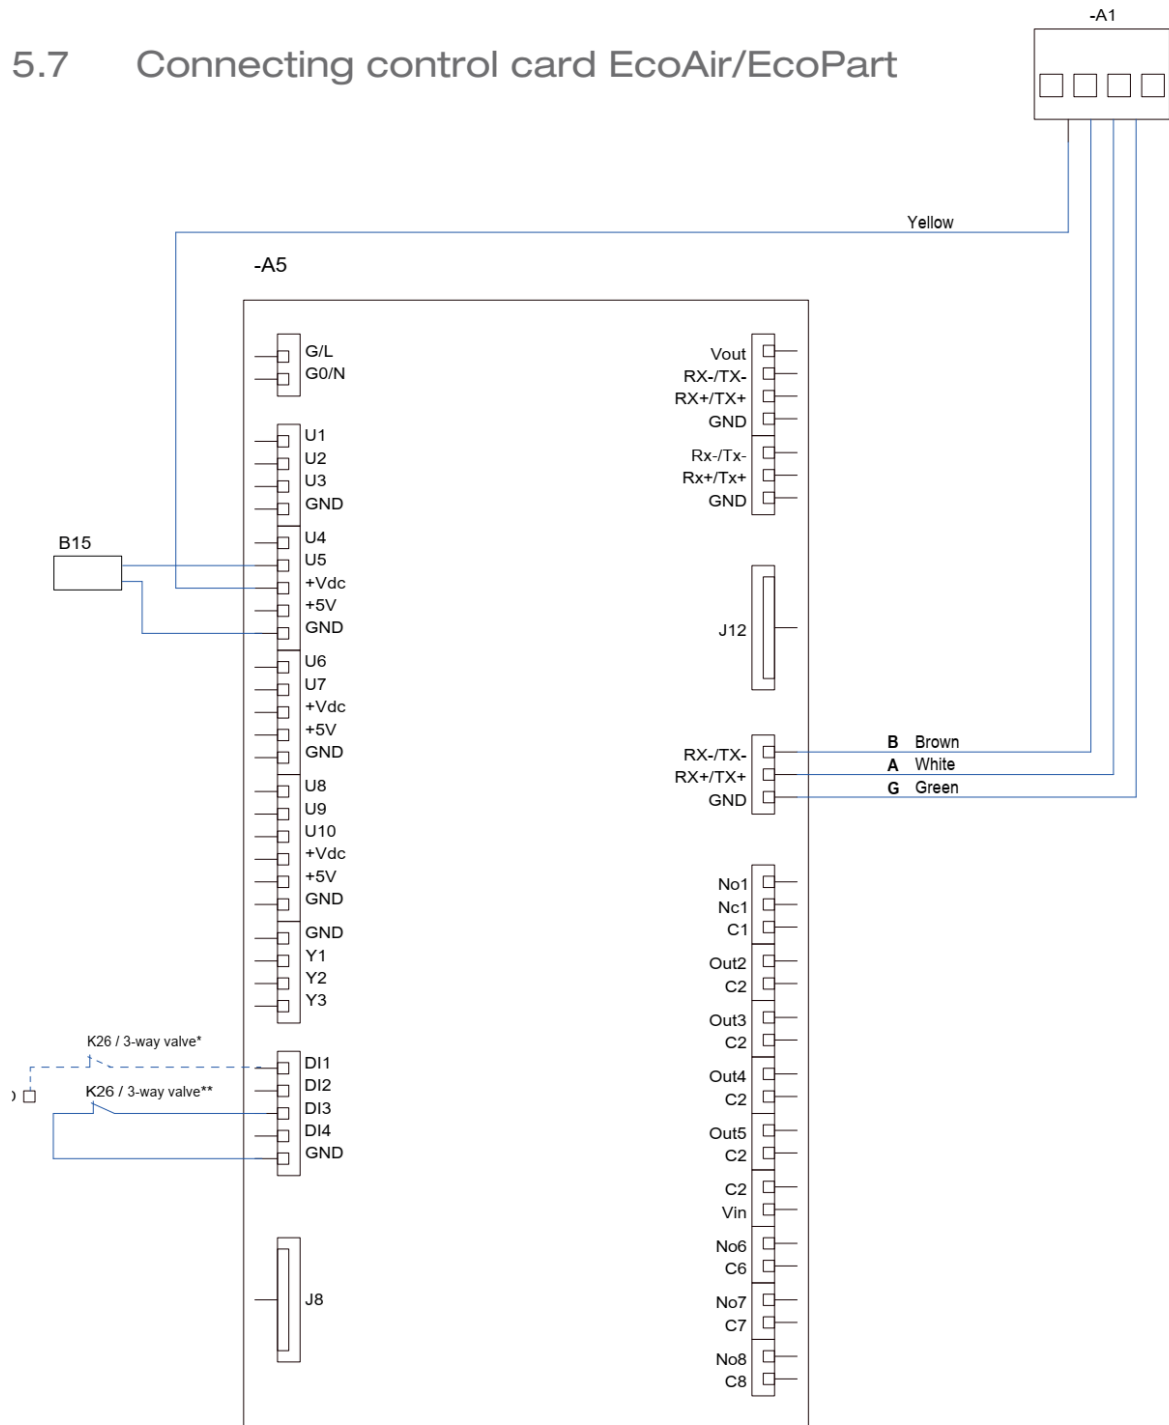 -A1
5.7 Connecting control card EcoAir/EcoPart
Yellow
-A5
G/L
G0/N
U1
U2
U3
GND
B15
U4
U5
+Vdc
+5V
GND
U6
U7
+Vdc
+5V
GND
U8
U9
U10
+Vdc
+5V
GND
GND
Y1
Y2
Y3
K26 / 3-way valve*
K26 / 3-way valve**
DI1
DI2
DI3
DI4
GND
J8
Vout
RX-/TX-
RX+/TX+
GND
Rx-/Tx-
Rx+/Tx+
GND
J12
RX-/TX-
RX+/TX+
GND
B Brown
A White
G Green
No1
Nc1
C1
Out2
C2
Out3
C2
Out4
C2
Out5
C2
C2
Vin
No6
C6
No7
C7
No8
C8